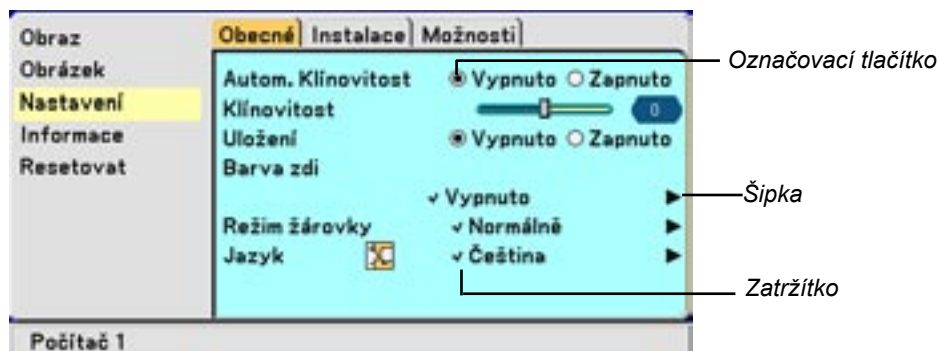 Obraz
Obrázek
Nastavení
Informace
Resetovat
Obecné Instalace Možnosti
Autom. Klínovitost Vypnuto Zapnuto
Klínovitost 0
Uložení Vypnuto Zapnuto
Barva zdi
Vypnuto
Režim žárovky Normálně
Jazyk Čeština
Počítač 1
Označovací tlačítko
Šipka
Zatržítko